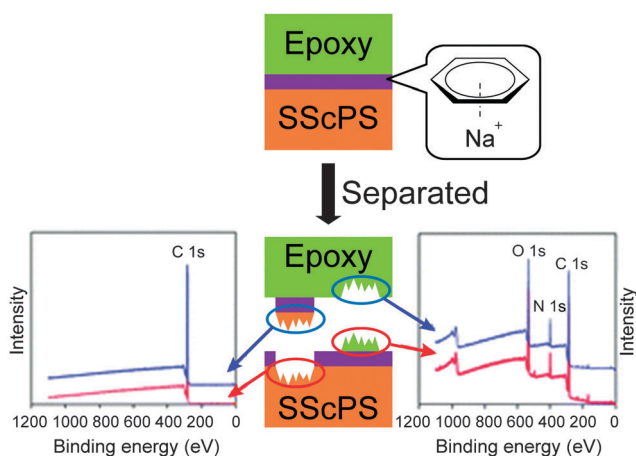 Epoxy
SScPS
Na+
Separated
Epoxy
SScPS
C 1s
Intensity
1200 1000 800 600 400 200 0
Binding energy (eV)
O 1s
C 1s
N 1s
Intensity
1200 1000 800 600 400 200 0
Binding energy (eV)